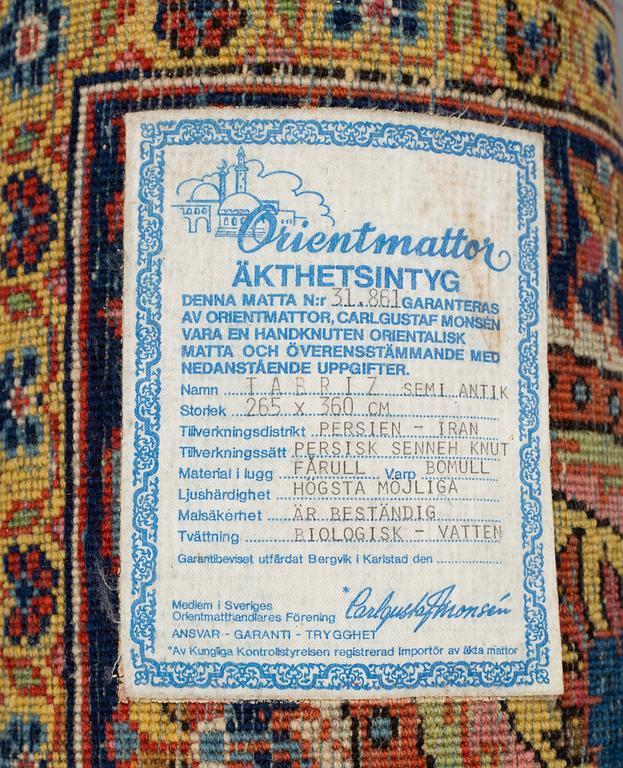 Orientmattor
ÄKTHETSINTYG
DENNA MATTA N:r 31.861 GARANTERAS
AV ORIENTMATTOR, CARLGUSTAF MONSÉN
VARA EN HANDKNUTEN ORIENTALISK
MATTA OCH ÖVERENSSTÄMMANDE MED
NEDANSTÅENDE UPPGIFTER.
Namn TABRIZ SEMI ANTIK
Storlek 265 x 360 CM
Tillverkningsdistrikt PERSIEN - IRAN
Tillverkningssätt PERSISK SENNEH KNUT
Material i lugg FÅRULL Varp BOMULL
Ljushärdighet HÖGSTA MÖJLIGA
Malsäkerhet ÄR BESTÄNDIG
Tvättning BIOLOGISK - VATTEN
Garantibeviset utfärdat Bergvik i Karlstad den
Medlem i Sveriges
Orientmatthandlares Förening *Carlgustaf Monsén
ANSVAR - GARANTI - TRYGGHET
*Av Kungliga Kontrollstyrelsen registrerad Importör av äkta mattor